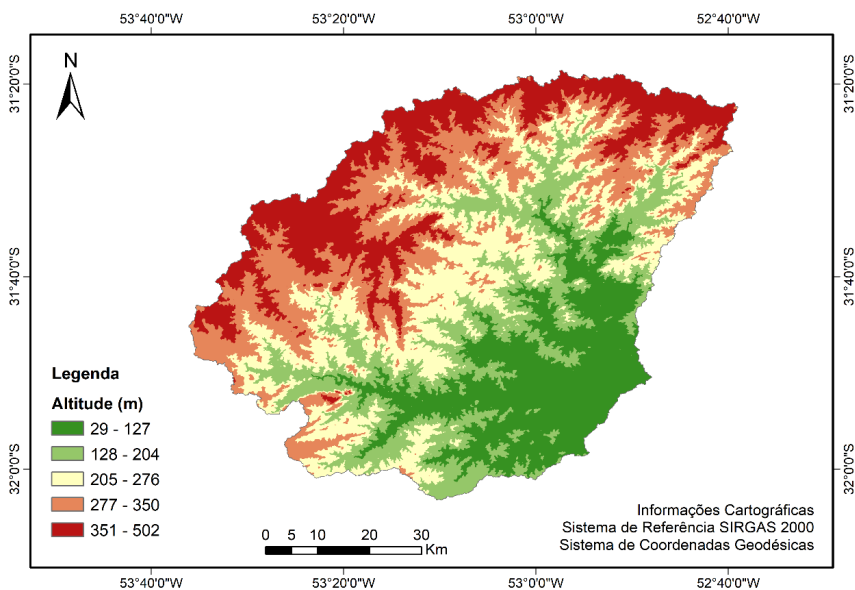 53°40'0"W 53°20'0"W 53°0'0"W 52°40'0"W
N
31°20'0"S 31°20'0"S
31°40'0"S 31°40'0"S
32°0'0"S 32°0'0"S
Legenda
Altitude (m)
29 - 127
128 - 204
205 - 276
277 - 350
351 - 502
0 5 10 20 30
Km
Informações Cartográficas
Sistema de Referência SIRGAS 2000
Sistema de Coordenadas Geodésicas
53°40'0"W 53°20'0"W 53°0'0"W 52°40'0"W